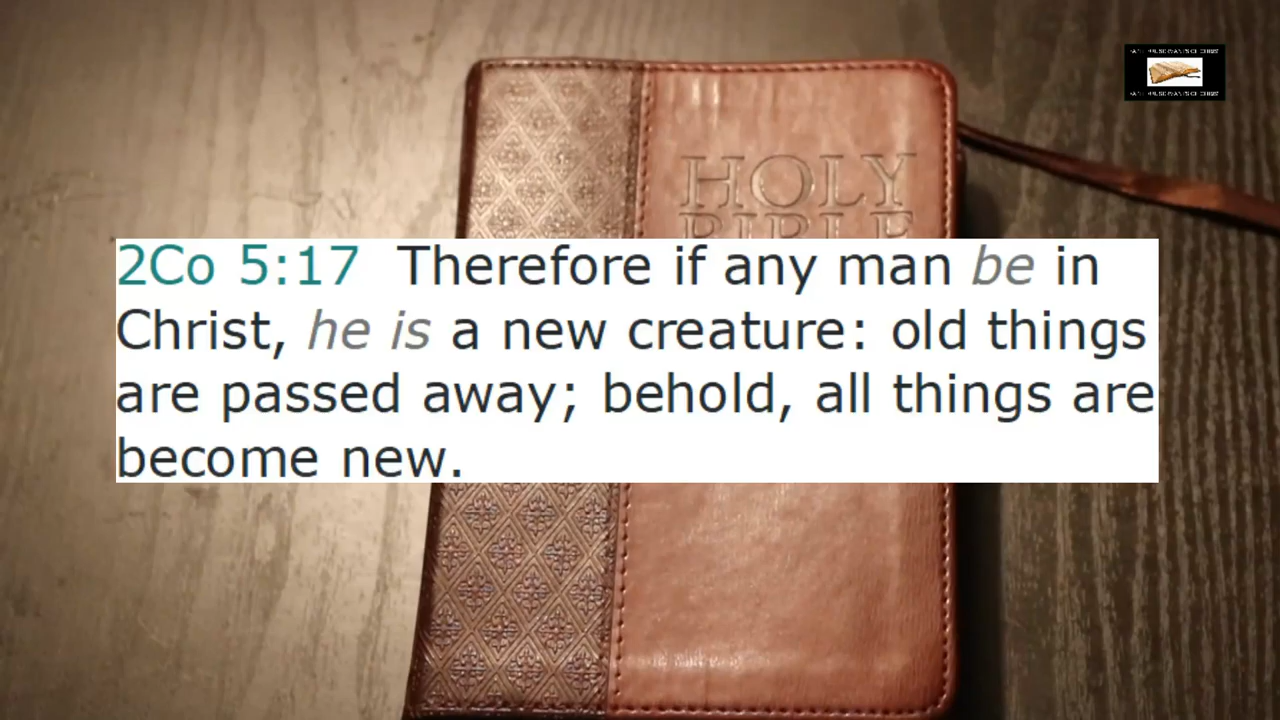 HOLY
BIBLE
2Co 5:17 Therefore if any man be in
Christ, he is a new creature: old things
are passed away; behold, all things are
become new.